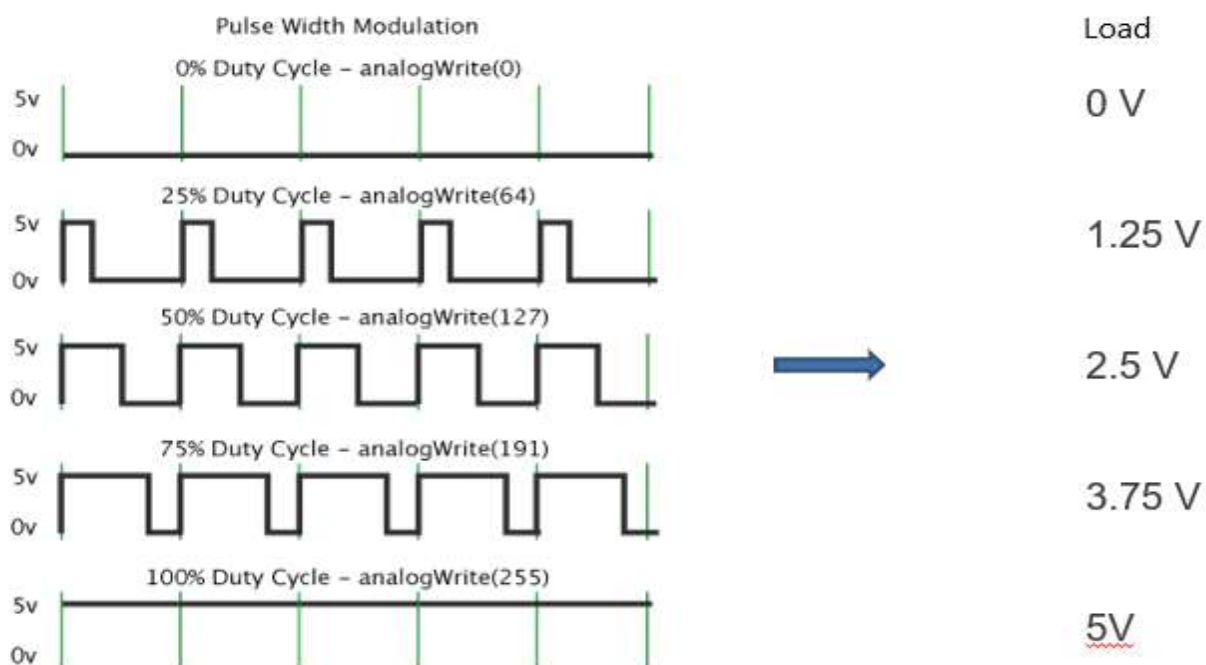 Pulse Width Modulation
Load
0% Duty Cycle – analogWrite(0)
5v
0v
0 V
25% Duty Cycle – analogWrite(64)
5v
0v
1.25 V
50% Duty Cycle – analogWrite(127)
5v
0v
2.5 V
75% Duty Cycle – analogWrite(191)
5v
0v
3.75 V
100% Duty Cycle – analogWrite(255)
5v
0v
5V